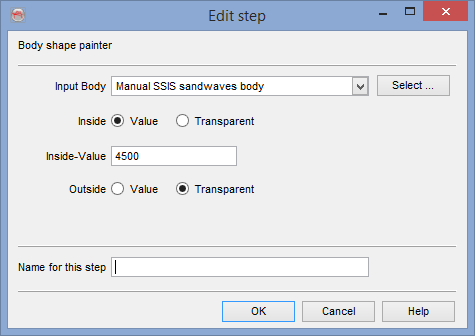 Edit step
Body shape painter
Input Body Manual SSIS sandwaves body Select ...
Inside Value Transparent
Inside-Value 4500
Outside Value Transparent
Name for this step
OK Cancel Help